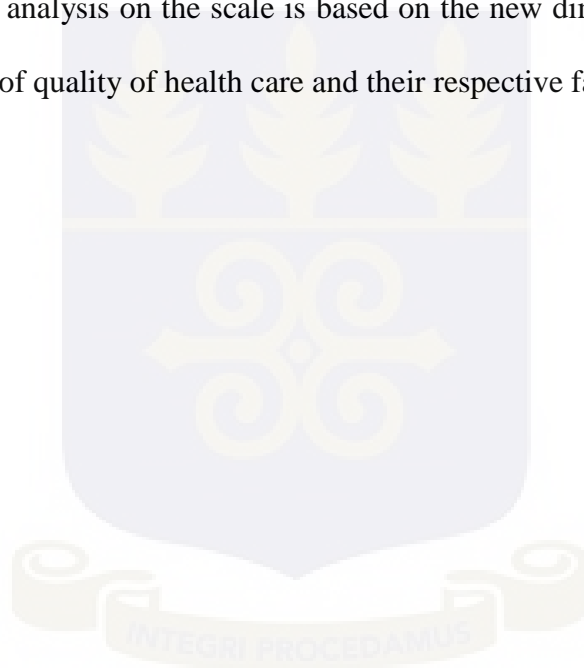 analysis on the scale is based on the new
of quality of health care and their respective
INTEGRI PROCEDAMUS